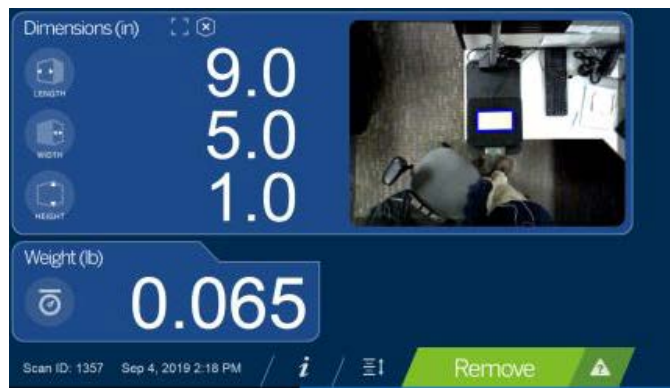 Dimensions (in)
LENGTH
9.0
WIDTH
5.0
HEIGHT
1.0
Weight (lb)
0.065
Scan ID: 1357 Sep 4, 2019 2:18 PM i Remove ?